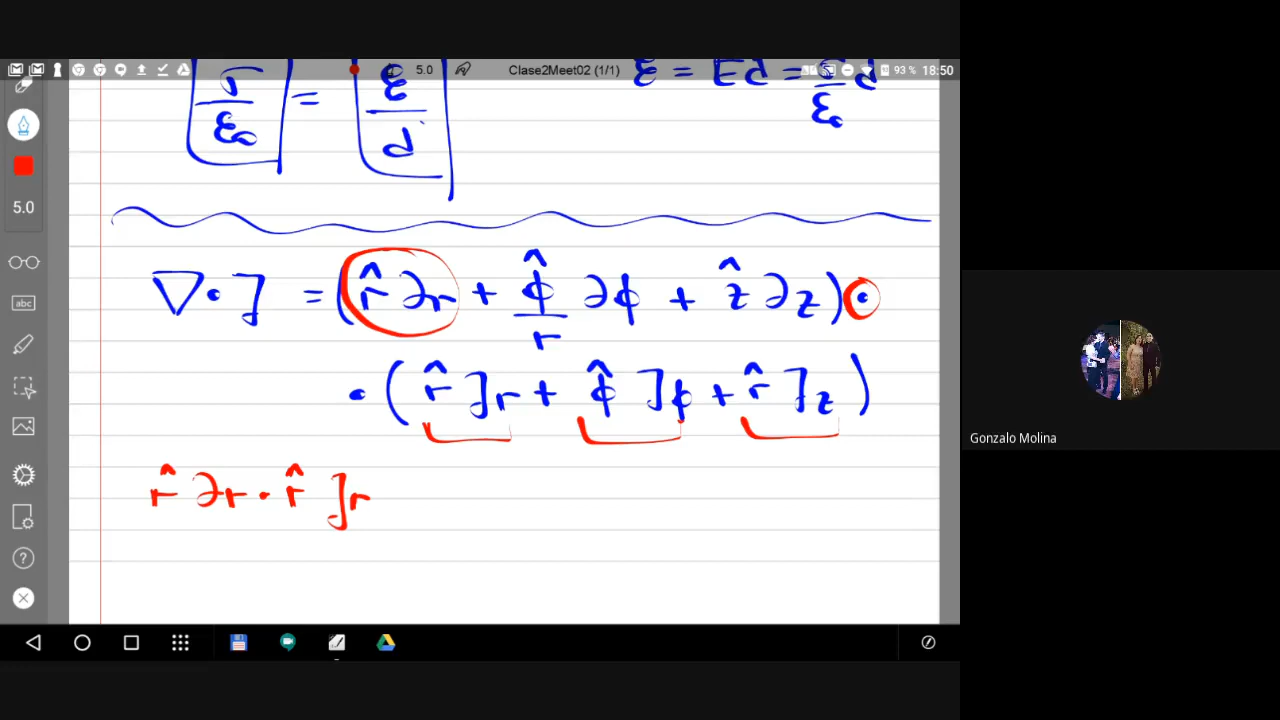 5.0 Clase2Meet02 (1/1) 93 % 18:50
σ/ε₀ = ℰ/d
ℰ = Ed = σ/ε₀ d
5.0
abc
∇·J = (r̂ ∂r + φ̂/r ∂φ + ẑ ∂z) ·
· (r̂ Jr + φ̂ Jφ + r̂ Jz)
r̂ ∂r · r̂ Jr
Gonzalo Molina